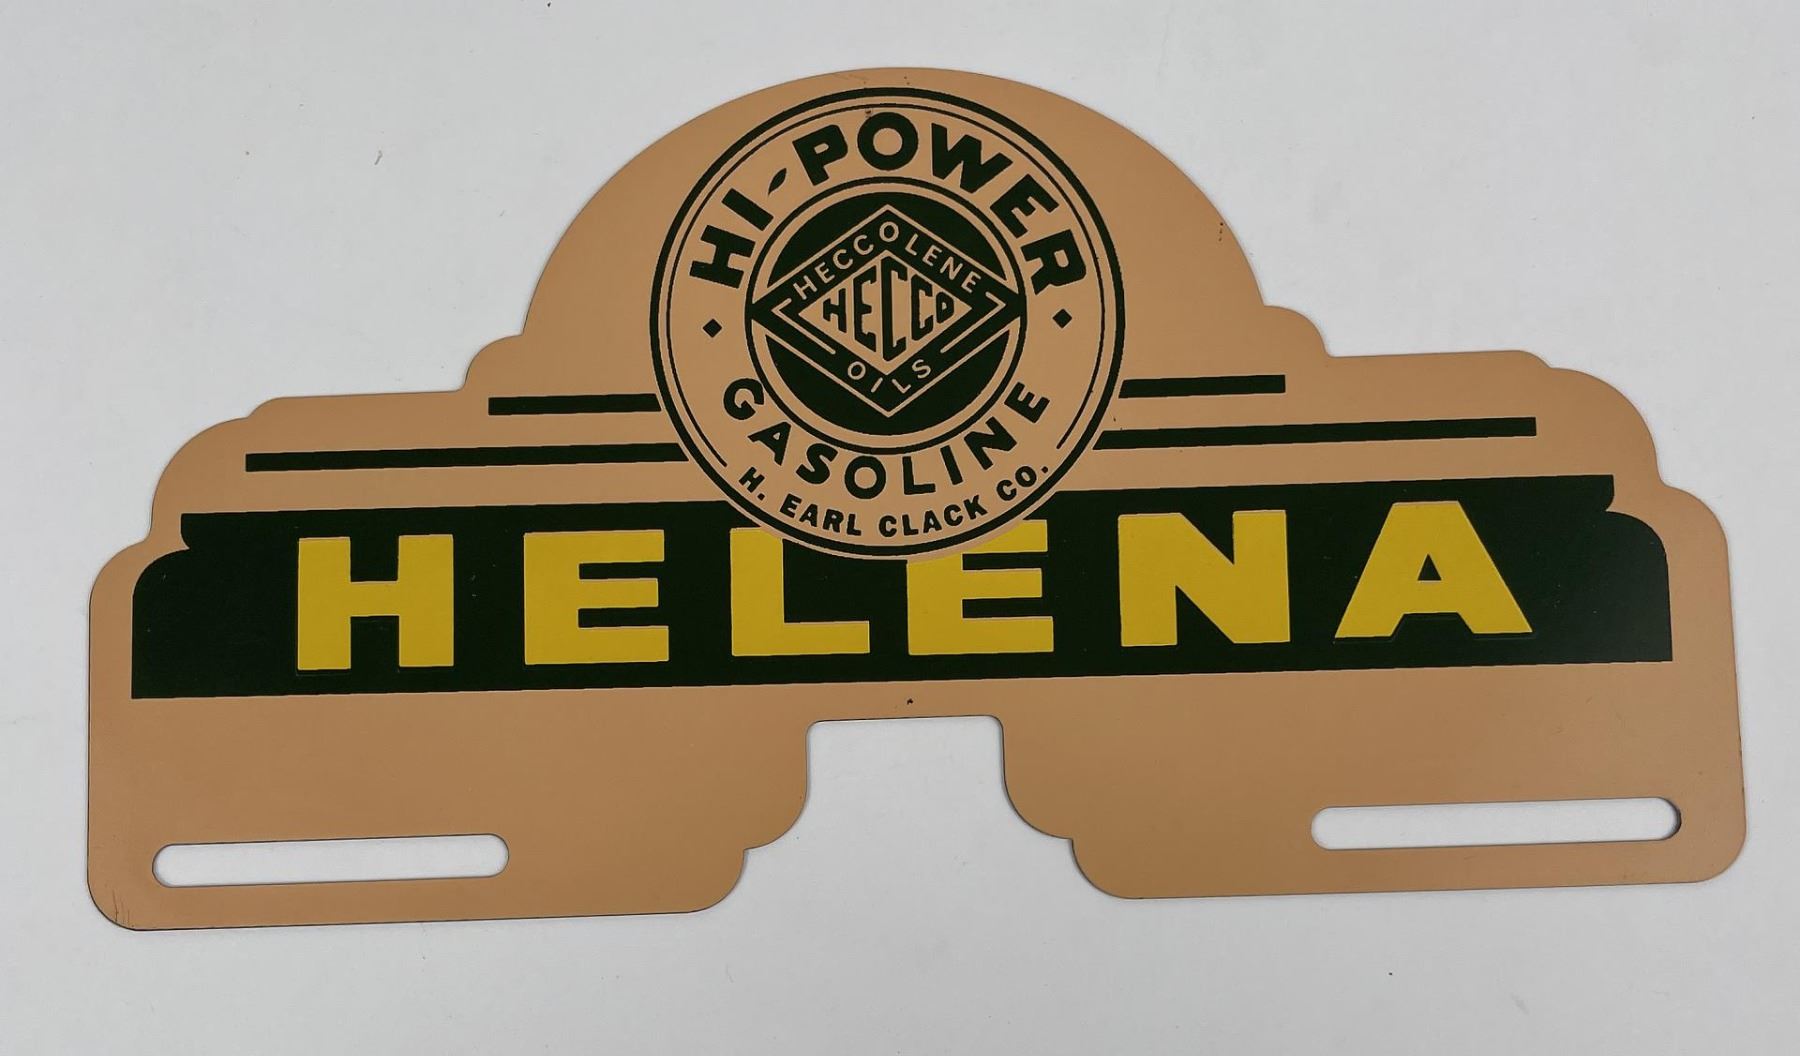 HI-POWER
HECCOLENE
HECCO
OILS
GASOLINE
H. EARL CLACK CO.
HELENA